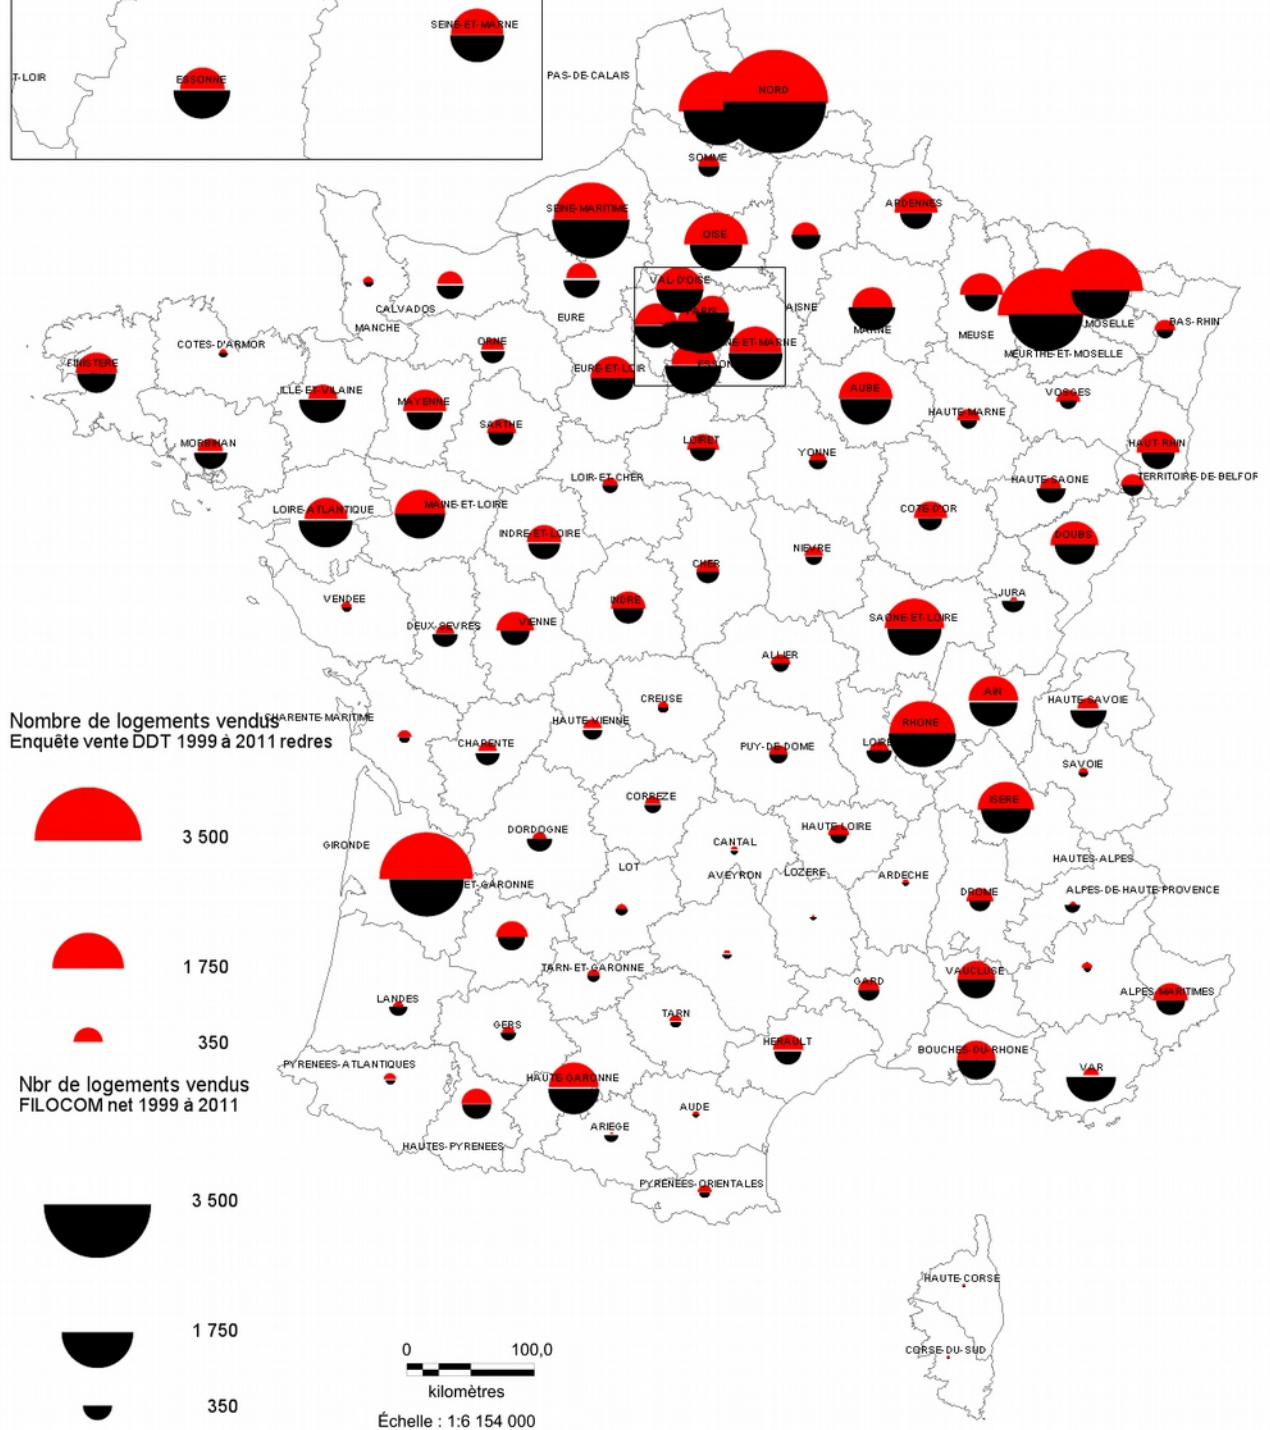 SEINE-ET-MARNE
T-LOIR
ESSONNE
PAS-DE-CALAIS
NORD
SOMME
SEINE-MARITIME
ARDENNES
OISE
VAL-D'OISE
CALVADOS
EURE
AISNE
MANCHE
MARNE
MEUSE
MOSELLE
BAS-RHIN
MEURTHE-ET-MOSELLE
COTES-D'ARMOR
ORNE
FINISTERE
EURE-ET-LOIR
NE-ET-MARNE
ESSON
ILLE-ET-VILAINE
MAYENNE
AUBE
VOSGES
HAUTE-MARNE
SARTHE
MORBIHAN
LOIRET
YONNE
HAUT-RHIN
LOIR-ET-CHER
HAUTE-SAONE
TERRITOIRE-DE-BELFOR
LOIRE-ATLANTIQUE
MAINE-ET-LOIRE
COTE-D'OR
INDRE-ET-LOIRE
DOUBS
NIEVRE
CHER
VENDEE
INDRE
JURA
DEUX-SEVRES
VIENNE
SAONE-ET-LOIRE
ALLIER
CREUSE
AIN
HAUTE-SAVOIE
Nombre de logements vendus
CHARENTE-MARITIME
HAUTE-VIENNE
RHONE
Enquête vente DDT 1999 à 2011 redres
CHARENTE
PUY-DE-DOME
LOIRE
SAVOIE
CORREZE
ISERE
3 500
DORDOGNE
HAUTE-LOIRE
GIRONDE
CANTAL
HAUTES-ALPES
LOT
AVEYRON
LOZERE
ARDECHE
ET-GARONNE
DROME
ALPES-DE-HAUTE-PROVENCE
1 750
TARN-ET-GARONNE
VAUCLUSE
GARD
ALPES-MARITIMES
LANDES
TARN
GERS
350
HERAULT
BOUCHES-DU-RHONE
PYRENEES-ATLANTIQUES
VAR
Nbr de logements vendus
FILOCOM net 1999 à 2011
HAUTE-GARONNE
AUDE
ARIEGE
HAUTES-PYRENEES
PYRENEES-ORIENTALES
3 500
HAUTE-CORSE
1 750
0 100,0
CORSE-DU-SUD
kilomètres
350
Échelle : 1:6 154 000